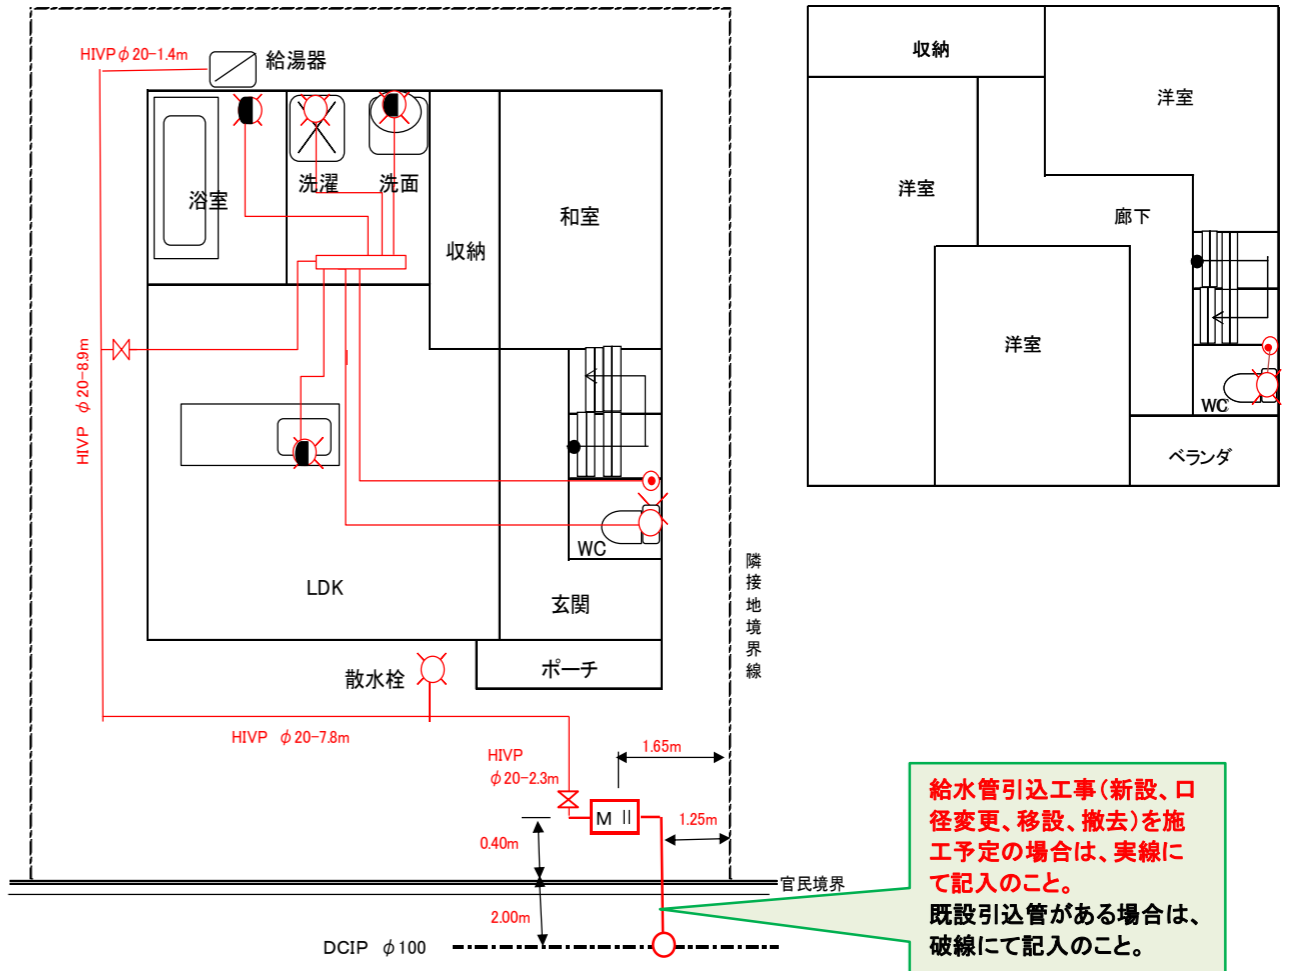 HIVPφ20-1.4m
給湯器
浴室
洗濯
洗面
収納
和室
HIVP φ20-8.9m
WC
LDK
玄関
ポーチ
散水栓
HIVP φ20-7.8m
HIVP
φ20-2.3m
1.65m
M
1.25m
0.40m
官民境界
2.00m
DCIP φ100
隣接地境界線
収納
洋室
洋室
廊下
洋室
WC
ベランダ
給水管引込工事(新設、口
径変更、移設、撤去)を施
工予定の場合は、実線に
て記入のこと。
既設引込管がある場合は、
破線にて記入のこと。